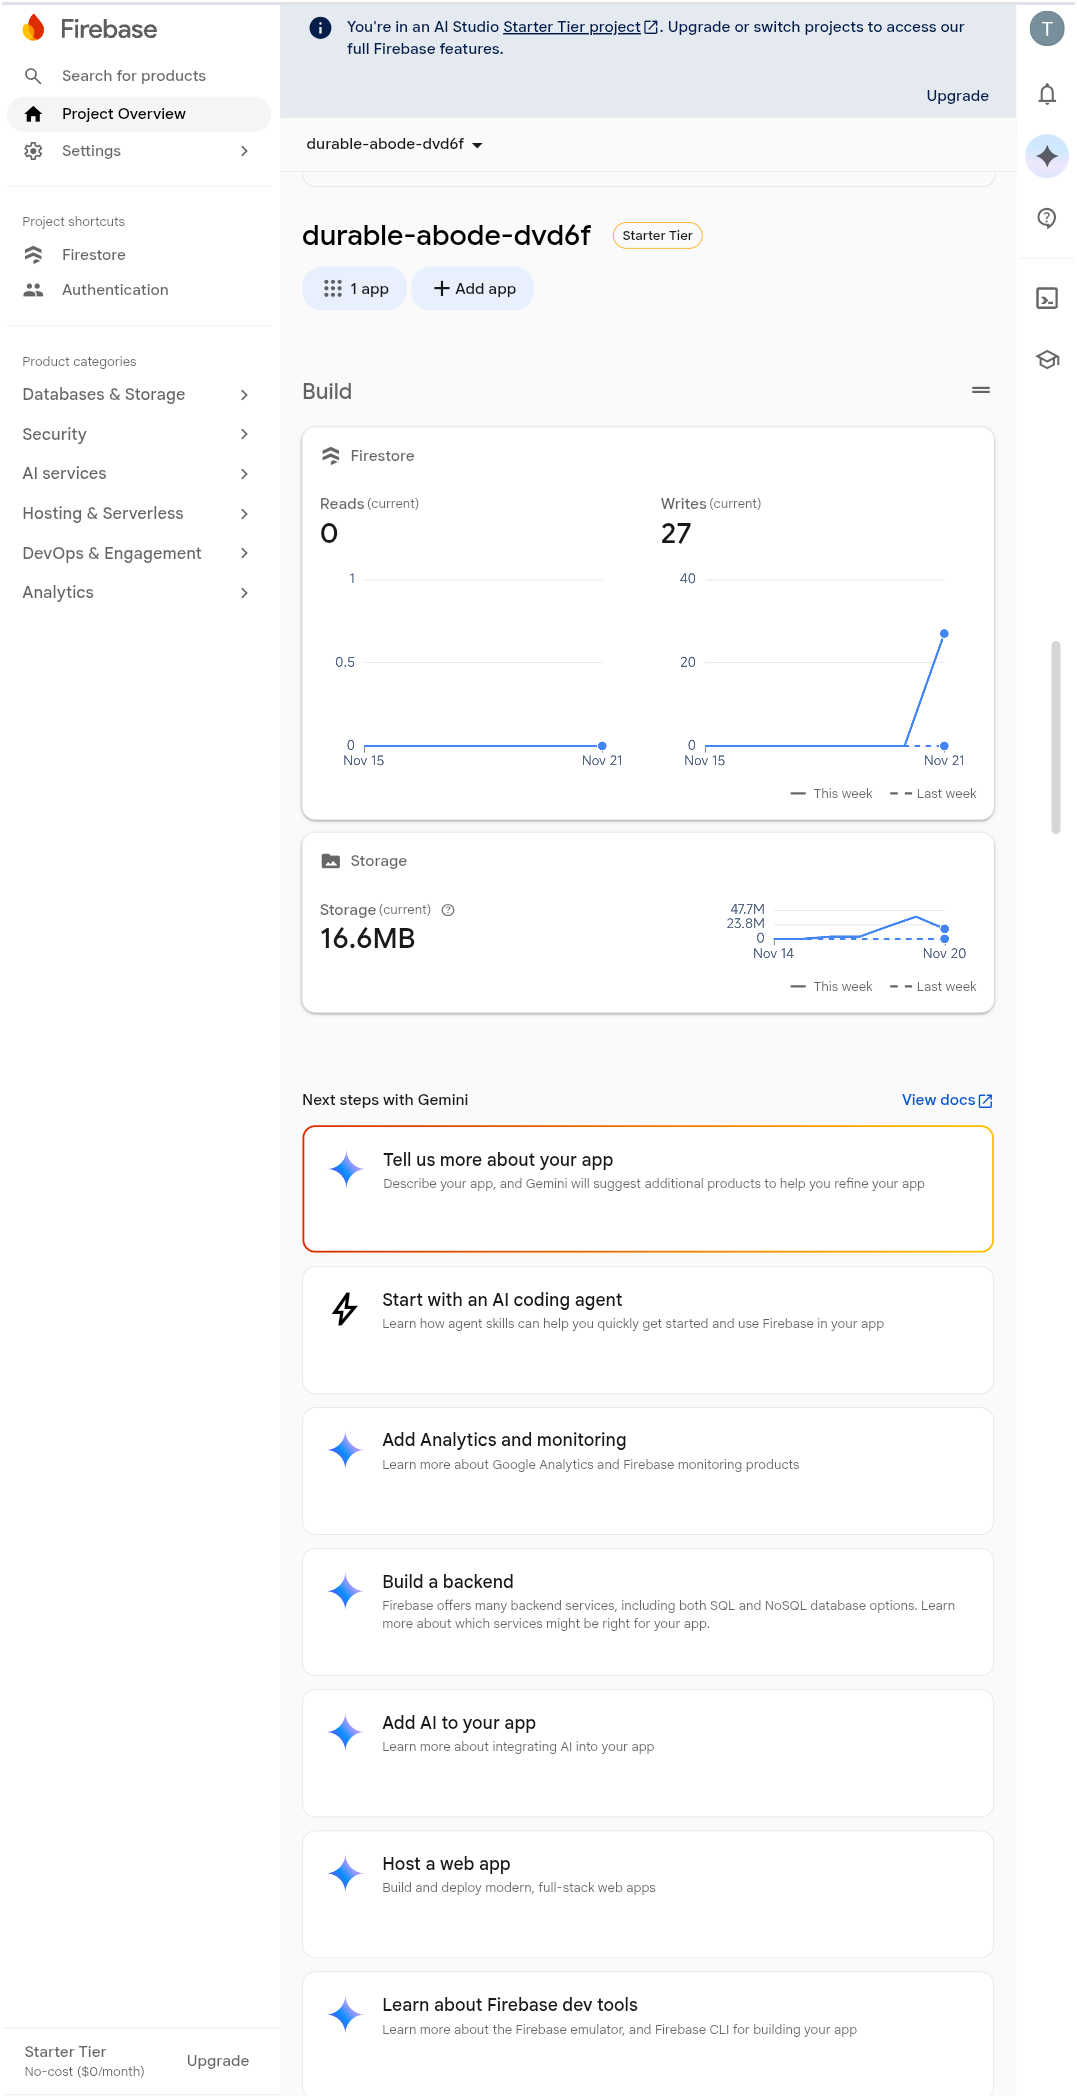 Firebase
Search for products
Project Overview
Settings
Project shortcuts
Firestore
Authentication
Product categories
Databases & Storage
Security
AI services
Hosting & Serverless
DevOps & Engagement
Analytics
Starter Tier
No-cost ($0/month)
Upgrade
You're in an AI Studio Starter Tier project. Upgrade or switch projects to access our
full Firebase features.
Upgrade
T
durable-abode-dvd6f
durable-abode-dvd6f
Starter Tier
1 app
Add app
Build
Firestore
Reads (current)
0
1
0.5
0
Nov 15
Nov 21
Writes (current)
27
40
20
0
Nov 15
Nov 21
This week
Last week
Storage
Storage (current)
16.6MB
47.7M
23.8M
0
Nov 14
Nov 20
This week
Last week
Next steps with Gemini
View docs
Tell us more about your app
Describe your app, and Gemini will suggest additional products to help you refine your app
Start with an AI coding agent
Learn how agent skills can help you quickly get started and use Firebase in your app
Add Analytics and monitoring
Learn more about Google Analytics and Firebase monitoring products
Build a backend
Firebase offers many backend services, including both SQL and NoSQL database options. Learn
more about which services might be right for your app.
Add AI to your app
Learn more about integrating AI into your app
Host a web app
Build and deploy modern, full-stack web apps
Learn about Firebase dev tools
Learn more about the Firebase emulator, and Firebase CLI for building your app